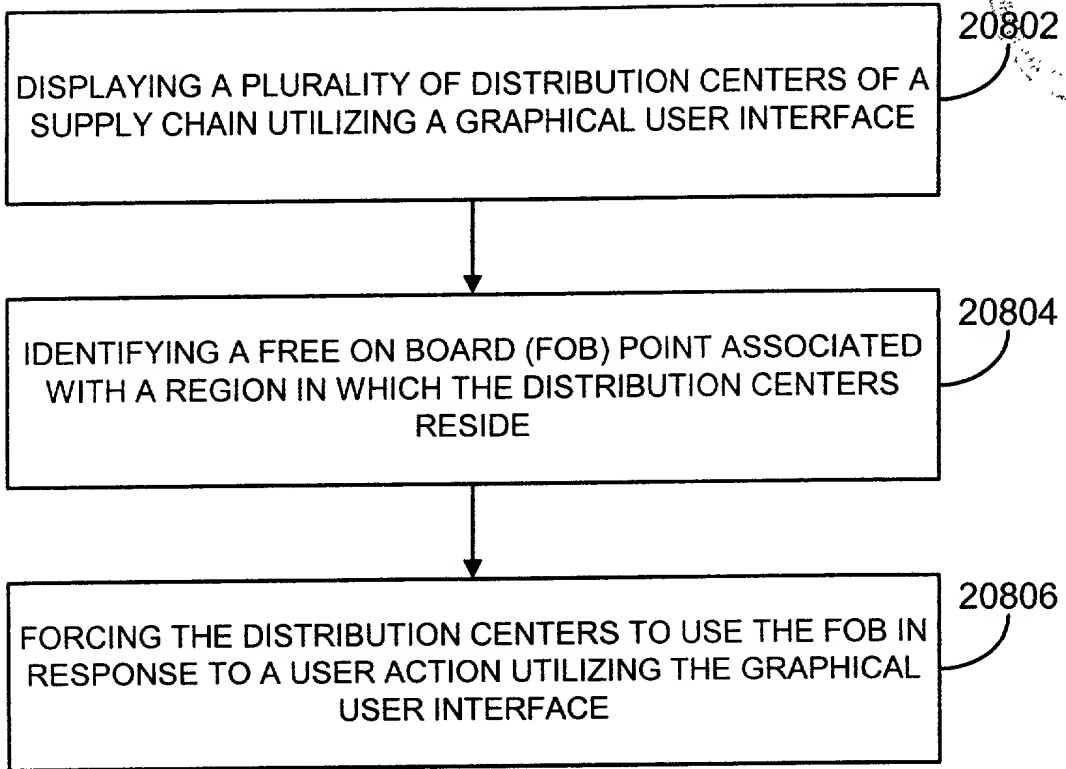 20802
DISPLAYING A PLURALITY OF DISTRIBUTION CENTERS OF A
SUPPLY CHAIN UTILIZING A GRAPHICAL USER INTERFACE
20804
IDENTIFYING A FREE ON BOARD (FOB) POINT ASSOCIATED
WITH A REGION IN WHICH THE DISTRIBUTION CENTERS
RESIDE
20806
FORCING THE DISTRIBUTION CENTERS TO USE THE FOB IN
RESPONSE TO A USER ACTION UTILIZING THE GRAPHICAL
USER INTERFACE